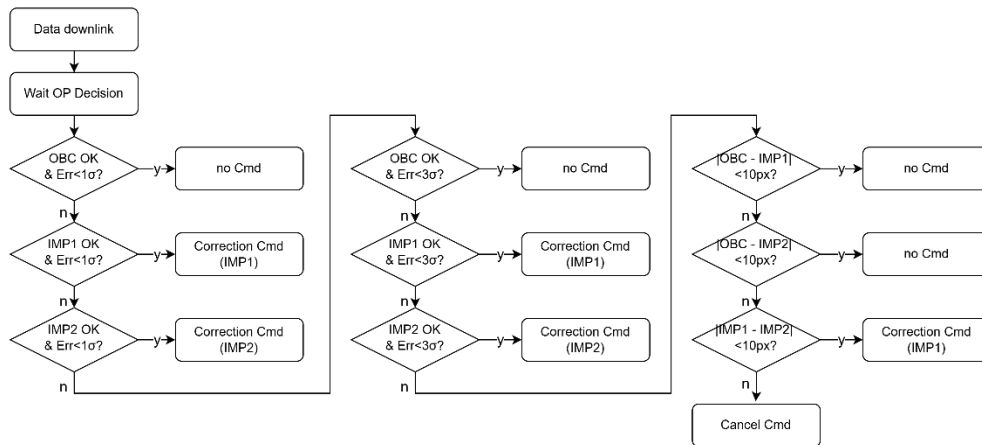 Data downlink
Wait OP Decision
OBC OK
& Err<1σ?
y
no Cmd
n
IMP1 OK
& Err<1σ?
y
Correction Cmd
(IMP1)
n
IMP2 OK
& Err<1σ?
y
Correction Cmd
(IMP2)
n
OBC OK
& Err<3σ?
y
no Cmd
n
IMP1 OK
& Err<3σ?
y
Correction Cmd
(IMP1)
n
IMP2 OK
& Err<3σ?
y
Correction Cmd
(IMP2)
n
|OBC - IMP1|
<10px?
y
no Cmd
n
|OBC - IMP2|
<10px?
y
no Cmd
n
|IMP1 - IMP2|
<10px?
y
Correction Cmd
(IMP1)
n
Cancel Cmd